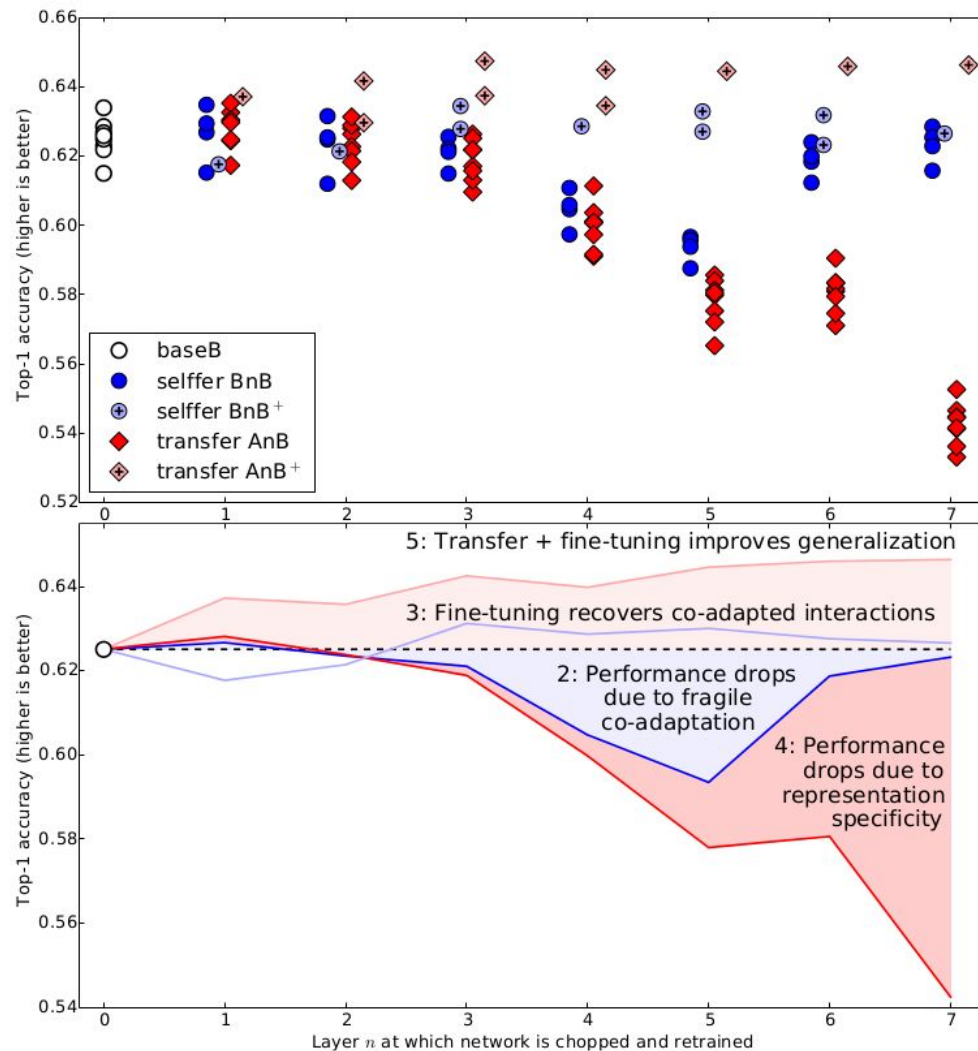 0.66
0.64
0.62
0.60
0.58
0.56
0.54
0.52
Top-1 accuracy (higher is better)
baseB
selffer BnB
selffer BnB+
transfer AnB
transfer AnB+
0 1 2 3 4 5 6 7
5: Transfer + fine-tuning improves generalization
3: Fine-tuning recovers co-adapted interactions
2: Performance drops
due to fragile
co-adaptation
4: Performance
drops due to
representation
specificity
0.64
0.62
0.60
0.58
0.56
0.54
Top-1 accuracy (higher is better)
0 1 2 3 4 5 6 7
Layer n at which network is chopped and retrained